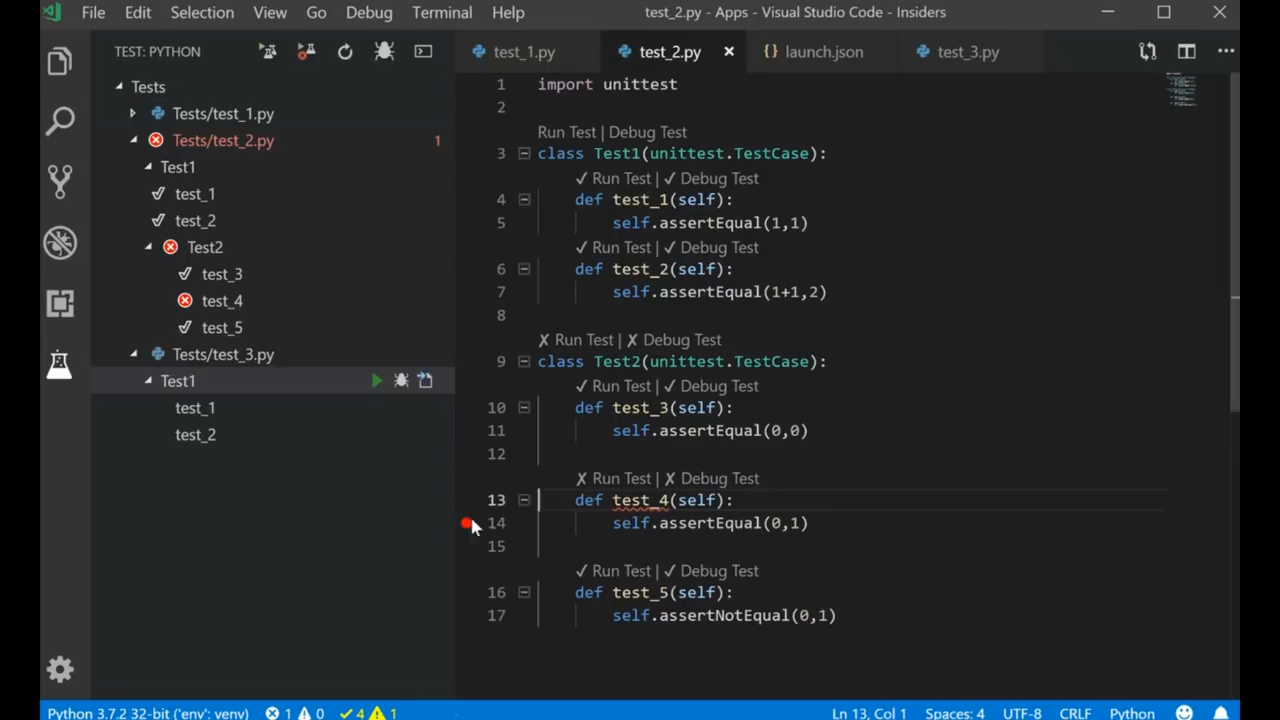 File Edit Selection View Go Debug Terminal Help test_2.py - Apps - Visual Studio Code - Insiders
TEST: PYTHON
Tests
Tests/test_1.py
Tests/test_2.py 1
Test1
test_1
test_2
Test2
test_3
test_4
test_5
Tests/test_3.py
Test1
test_1
test_2
test_1.py test_2.py launch.json test_3.py
1 import unittest
2
Run Test | Debug Test
3 class Test1(unittest.TestCase):
✓ Run Test | ✓ Debug Test
4 def test_1(self):
5 self.assertEqual(1,1)
✓ Run Test | ✓ Debug Test
6 def test_2(self):
7 self.assertEqual(1+1,2)
8
✗ Run Test | ✗ Debug Test
9 class Test2(unittest.TestCase):
✓ Run Test | ✓ Debug Test
10 def test_3(self):
11 self.assertEqual(0,0)
12
✗ Run Test | ✗ Debug Test
13 def test_4(self):
14 self.assertEqual(0,1)
15
✓ Run Test | ✓ Debug Test
16 def test_5(self):
17 self.assertNotEqual(0,1)
Python 3.7.2 32-bit ('env': venv) 1 0 4 1 Ln 13, Col 1 Spaces: 4 UTF-8 CRLF Python